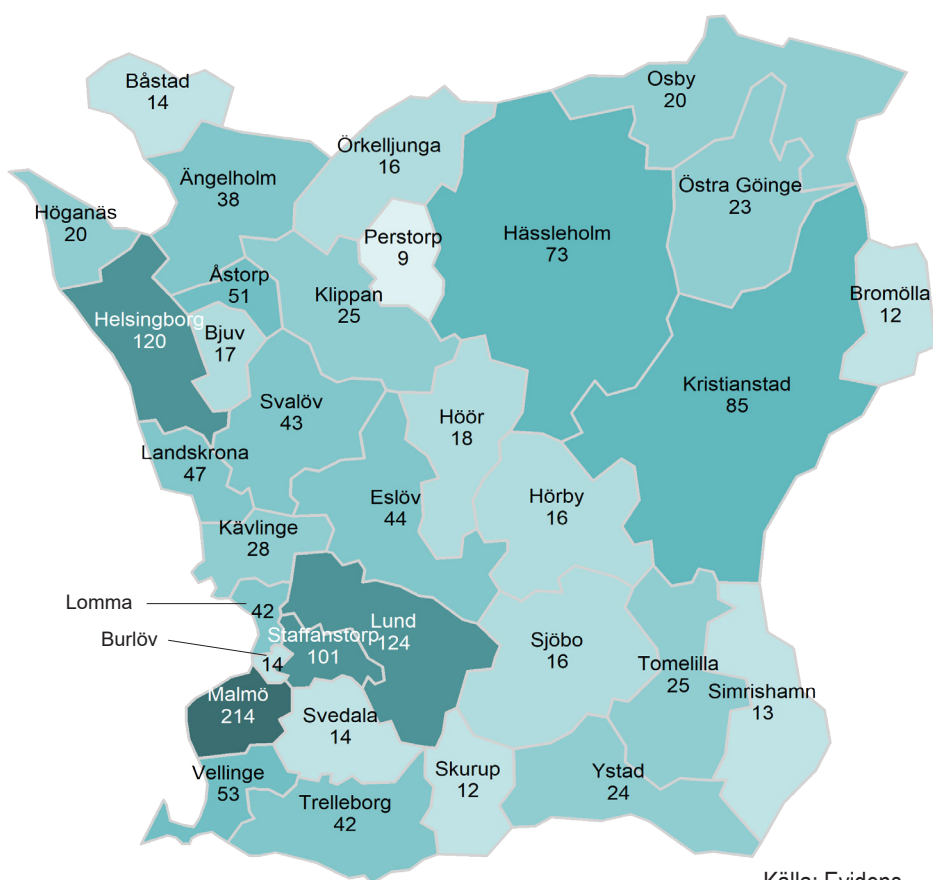 Båstad
14
Osby
20
Örkelljunga
16
Ängelholm
38
Östra Göinge
23
Höganäs
20
Perstorp
9
Hässleholm
73
Åstorp
51
Klippan
25
Bromölla
12
Helsingborg
120
Bjuv
17
Kristianstad
85
Svalöv
43
Höör
18
Landskrona
47
Eslöv
44
Hörby
16
Kävlinge
28
Lomma
42
Lund
124
Burlöv
14
Staffanstorp
101
Sjöbo
16
Tomelilla
25
Simrishamn
13
Malmö
214
Svedala
14
Vellinge
53
Skurup
12
Ystad
24
Trelleborg
42
Källa: Evidens